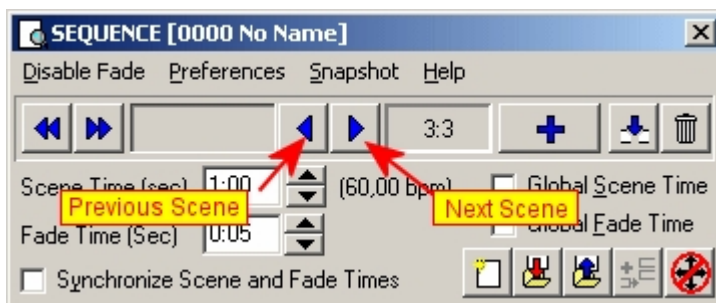 SEQUENCE [0000 No Name]
Disable Fade Preferences Snapshot Help
3:3
Scene Time (sec) 1:00 (60,00 bpm) Global Scene Time
Previous Scene Next Scene
Fade Time (Sec) 0:05 Global Fade Time
Synchronize Scene and Fade Times